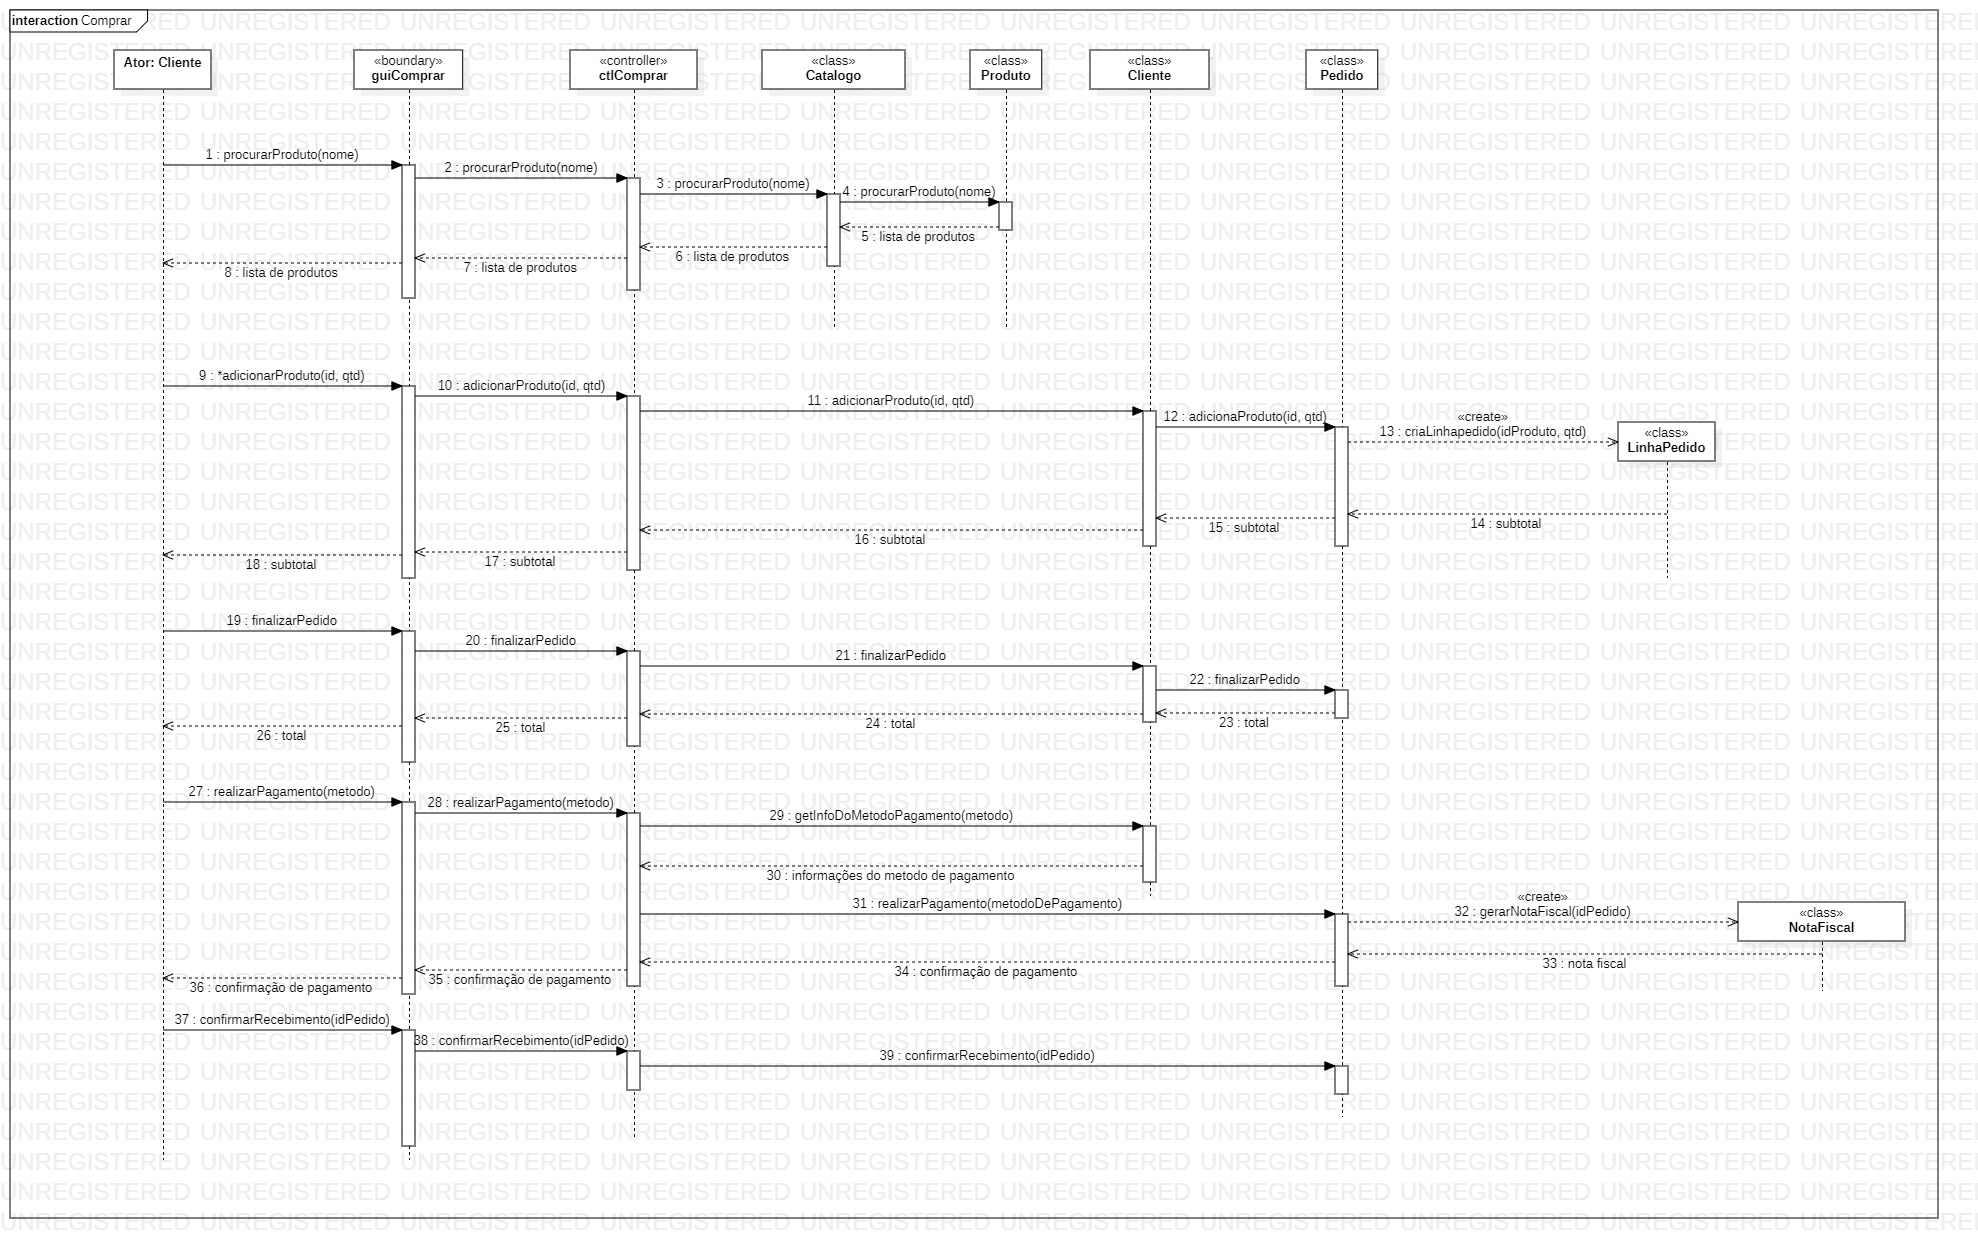 interaction Comprar
Ator: Cliente
«boundary»
guiComprar
«controller»
ctlComprar
«class»
Catalogo
«class»
Produto
«class»
Cliente
«class»
Pedido
1 : procurarProduto(nome)
2 : procurarProduto(nome)
3 : procurarProduto(nome)
4 : procurarProduto(nome)
5 : lista de produtos
6 : lista de produtos
7 : lista de produtos
8 : lista de produtos
9 : *adicionarProduto(id, qtd)
10 : adicionarProduto(id, qtd)
11 : adicionarProduto(id, qtd)
12 : adicionaProduto(id, qtd)
«create»
13 : criaLinhapedido(idProduto, qtd)
«class»
LinhaPedido
14 : subtotal
15 : subtotal
16 : subtotal
17 : subtotal
18 : subtotal
19 : finalizarPedido
20 : finalizarPedido
21 : finalizarPedido
22 : finalizarPedido
23 : total
24 : total
25 : total
26 : total
27 : realizarPagamento(metodo)
28 : realizarPagamento(metodo)
29 : getInfoDoMetodoPagamento(metodo)
30 : informações do metodo de pagamento
31 : realizarPagamento(metodoDePagamento)
«create»
32 : gerarNotaFiscal(idPedido)
«class»
NotaFiscal
33 : nota fiscal
34 : confirmação de pagamento
35 : confirmação de pagamento
36 : confirmação de pagamento
37 : confirmarRecebimento(idPedido)
38 : confirmarRecebimento(idPedido)
39 : confirmarRecebimento(idPedido)
UNREGISTERED